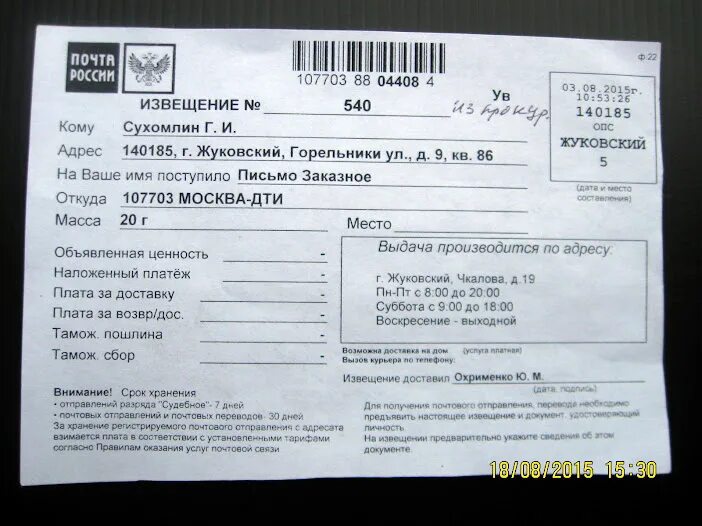 ПОЧТА РОССИИ
ф.22
107703 88 04408 4
03.08.2015г.
10:53:26
140185
ОПС
ЖУКОВСКИЙ
5
(дата и место составления)
ИЗВЕЩЕНИЕ № 540 Ув
из прокур.
Кому Сухомлин Г. И.
Адрес 140185, г. Жуковский, Горельники ул., д. 9, кв. 86
На Ваше имя поступило Письмо Заказное
Откуда 107703 МОСКВА-ДТИ
Масса 20 г Место
Объявленная ценность -
Наложенный платёж -
Плата за доставку -
Плата за возвр/дос. -
Тамож. пошлина -
Тамож. сбор -
Выдача производится по адресу:
г. Жуковский, Чкалова, д.19
Пн-Пт с 8:00 до 20:00
Суббота с 9:00 до 18:00
Воскресение - выходной
Возможна доставка на дом (услуга платная)
Вызов курьера по телефону:
Извещение доставил Охрименко Ю. М.
(дата, подпись)
Внимание! Срок хранения
• отправлений разряда "Судебное"- 7 дней
• почтовых отправлений и почтовых переводов- 30 дней
За хранение регистрируемого почтового отправления с адресата
взимается плата в соответствии с установленными тарифами
согласно Правилам оказания услуг почтовой связи
Для получения почтового отправления, перевода необходимо
предъявить настоящее извещение и документ, удостоверяющий
личность.
На извещении предварительно укажите сведения об этом
документе.
18/08/2015 15:30